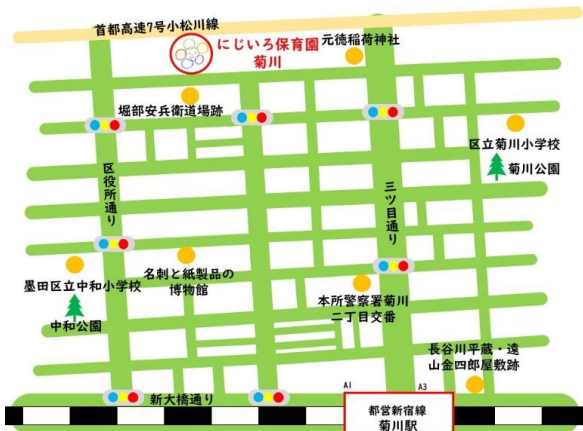 首都高速7号小松川線
にじいろ保育園
菊川
元徳稲荷神社
堀部安兵衛道場跡
区立菊川小学校
菊川公園
区役所通り
三ツ目通り
墨田区立中和小学校
中和公園
名刺と紙製品の
博物館
本所警察署菊川
二丁目交番
長谷川平蔵・遠
山金四郎屋敷跡
新大橋通り
A1
A3
都営新宿線
菊川駅